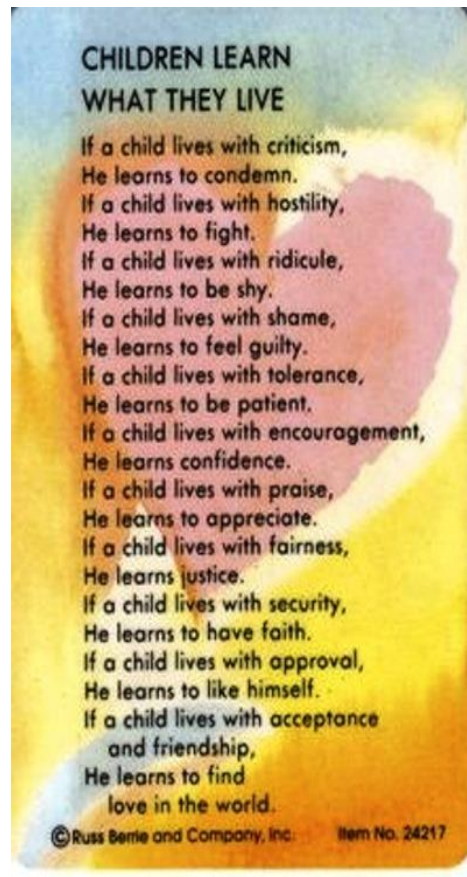 CHILDREN LEARN
WHAT THEY LIVE
If a child lives with criticism,
He learns to condemn.
If a child lives with hostility,
He learns to fight.
If a child lives with ridicule,
He learns to be shy.
If a child lives with shame,
He learns to feel guilty.
If a child lives with tolerance,
He learns to be patient.
If a child lives with encouragement,
He learns confidence.
If a child lives with praise,
He learns to appreciate.
If a child lives with fairness,
He learns justice.
If a child lives with security,
He learns to have faith.
If a child lives with approval,
He learns to like himself.
If a child lives with acceptance
and friendship,
He learns to find
love in the world.
© Russ Berrie and Company, Inc. Item No. 24217